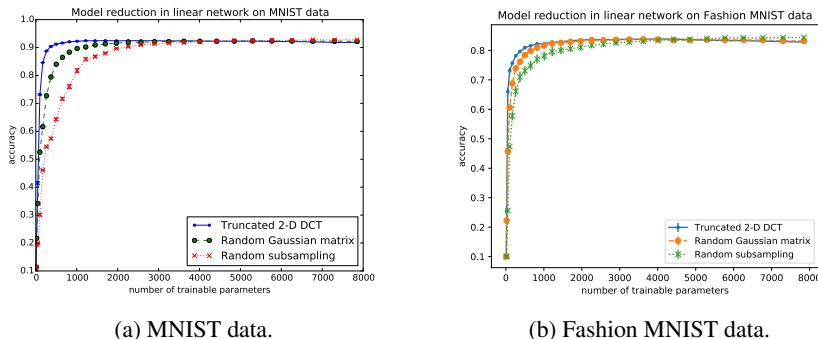 Model reduction in linear network on MNIST data
1.0
0.9
0.8
0.7
0.6
0.5
0.4
0.3
0.2
0.1
accuracy
Truncated 2-D DCT
Random Gaussian matrix
Random subsampling
0 1000 2000 3000 4000 5000 6000 7000 8000
number of trainable parameters
(a) MNIST data.
Model reduction in linear network on Fashion MNIST data
0.9
0.8
0.7
0.6
0.5
0.4
0.3
0.2
0.1
accuracy
Truncated 2-D DCT
Random Gaussian matrix
Random subsampling
0 1000 2000 3000 4000 5000 6000 7000 8000
number of trainable parameters
(b) Fashion MNIST data.